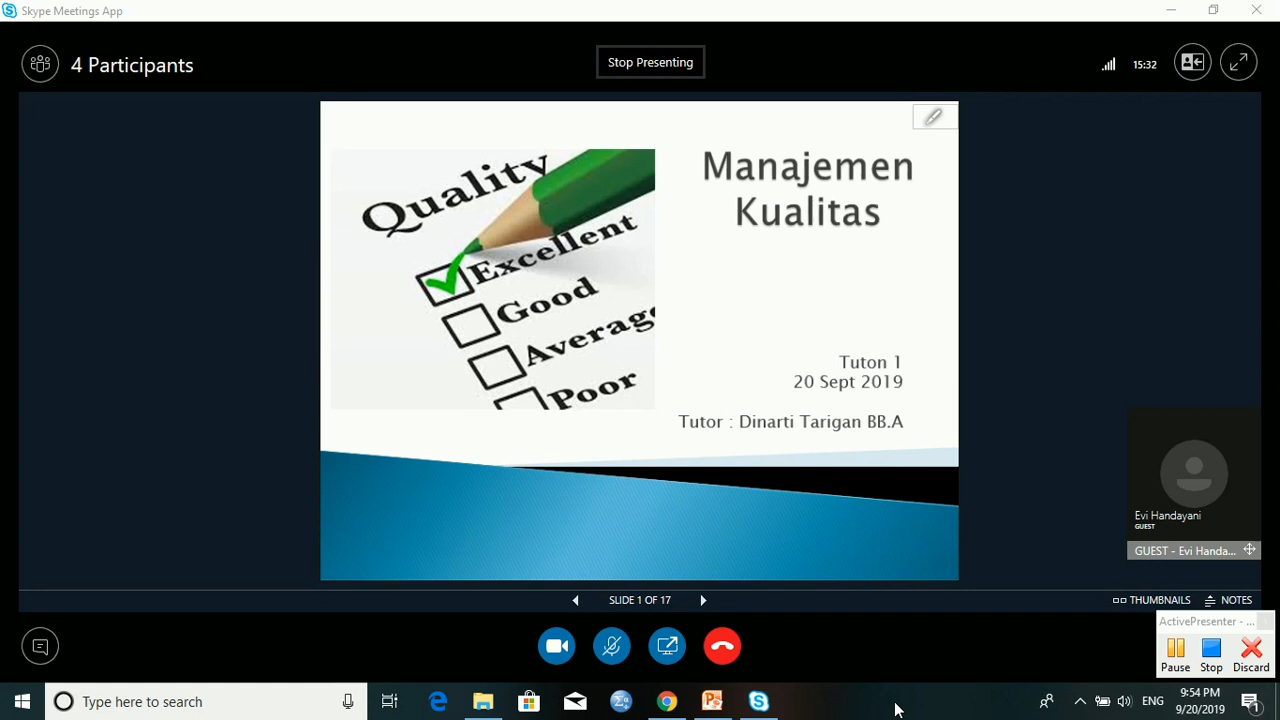 Skype Meetings App
4 Participants
Stop Presenting
15:32
Quality
Excellent
Good
Average
Poor
Manajemen
Kualitas
Tuton 1
20 Sept 2019
Tutor : Dinarti Tarigan BB.A
Evi Handayani
GUEST
GUEST - Evi Handa...
SLIDE 1 OF 17
THUMBNAILS
NOTES
ActivePresenter - ...
Pause
Stop
Discard
Type here to search
ENG
9:54 PM
9/20/2019
1